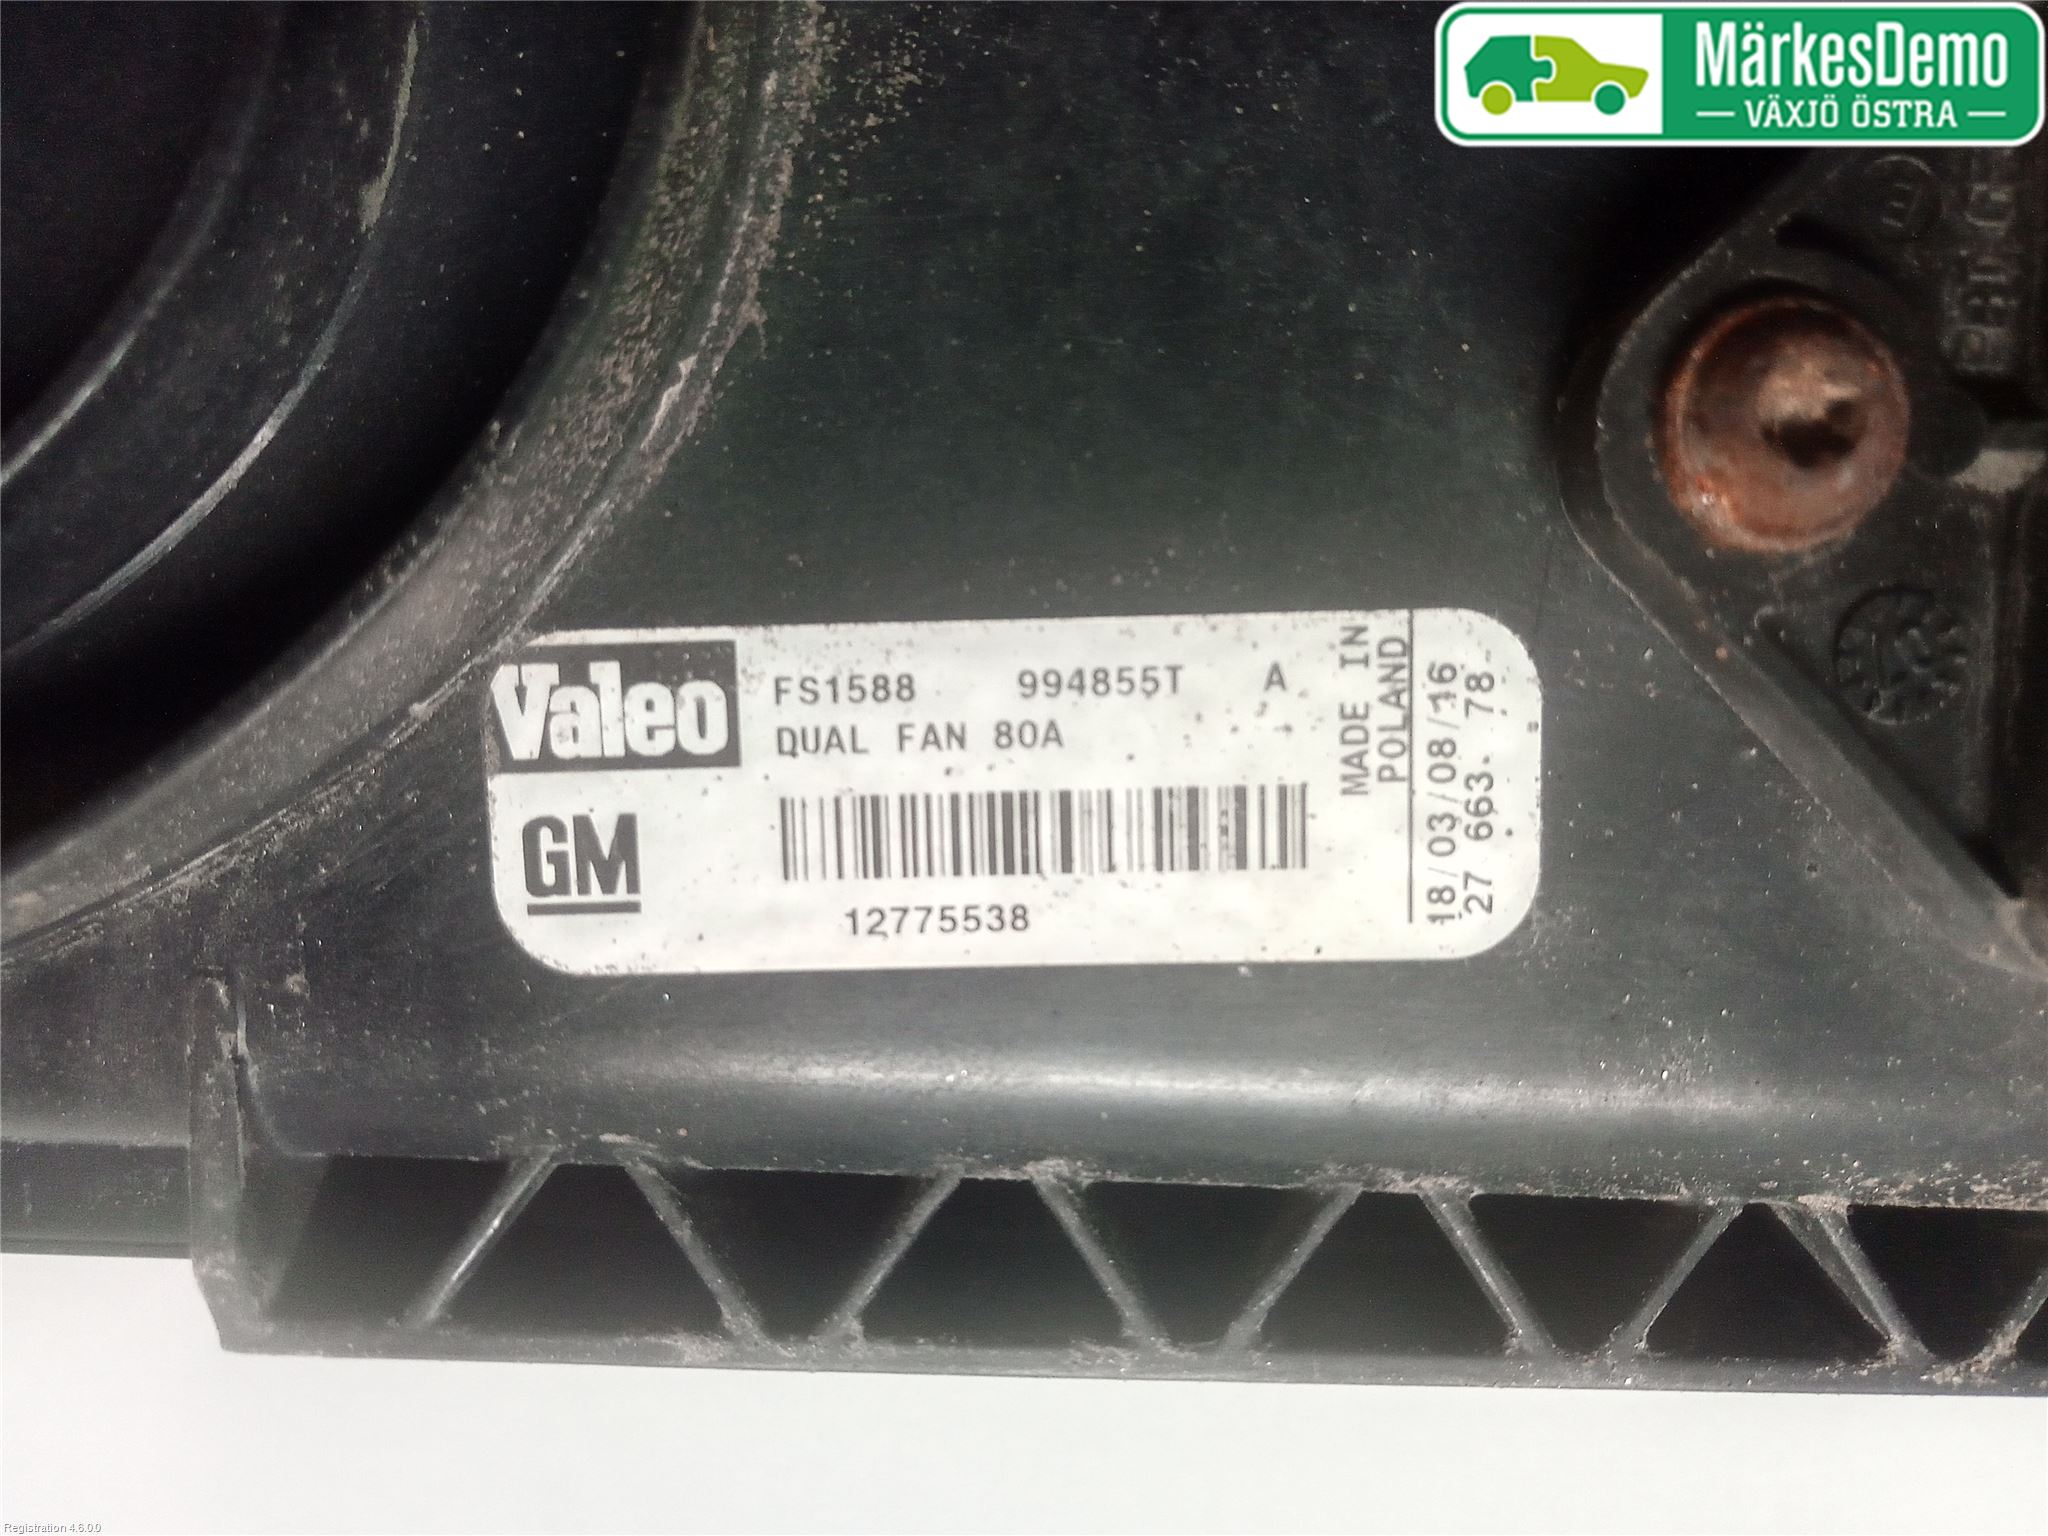 MärkesDemo
VÄXJÖ ÖSTRA
Valeo
FS1588 994855T A
QUAL FAN 80A
GM
12775538
MADE IN
POLAND
18/03/08/16
27 663. 78
Registration 4.6.0.0